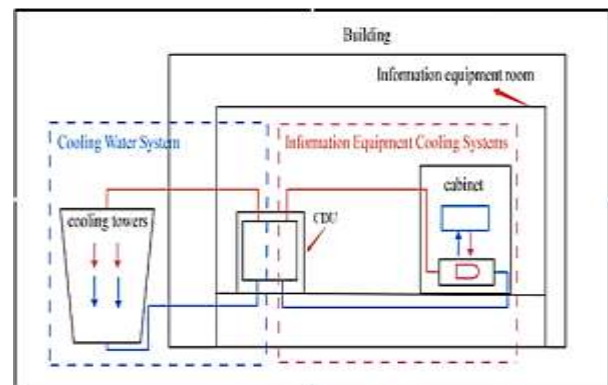 Building
Information equipment room
Cooling Water System
Information Equipment Cooling Systems
cabinet
cooling towers
CDU